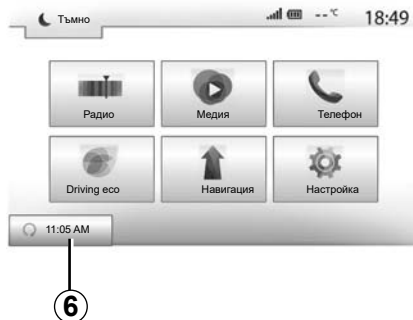 Тъмно --°C 18:49
Радио Медия Телефон
Driving eco Навигация Настройка
11:05 AM
6